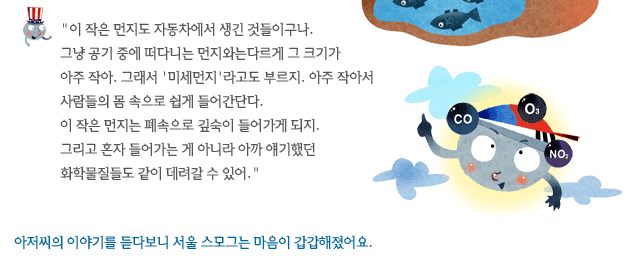 "이 작은 먼지도 자동차에서 생긴 것들이구나.
그냥 공기 중에 떠다니는 먼지와는다르게 그 크기가
아주 작아. 그래서 '미세먼지'라고도 부르지. 아주 작아서
사람들의 몸 속으로 쉽게 들어간단다.
이 작은 먼지는 폐속으로 깊숙이 들어가게 되지.
그리고 혼자 들어가는 게 아니라 아까 얘기했던
화학물질들도 같이 데려갈 수 있어."
CO
O₃
NO₂
아저씨의 이야기를 듣다보니 서울 스모그는 마음이 갑갑해졌어요.